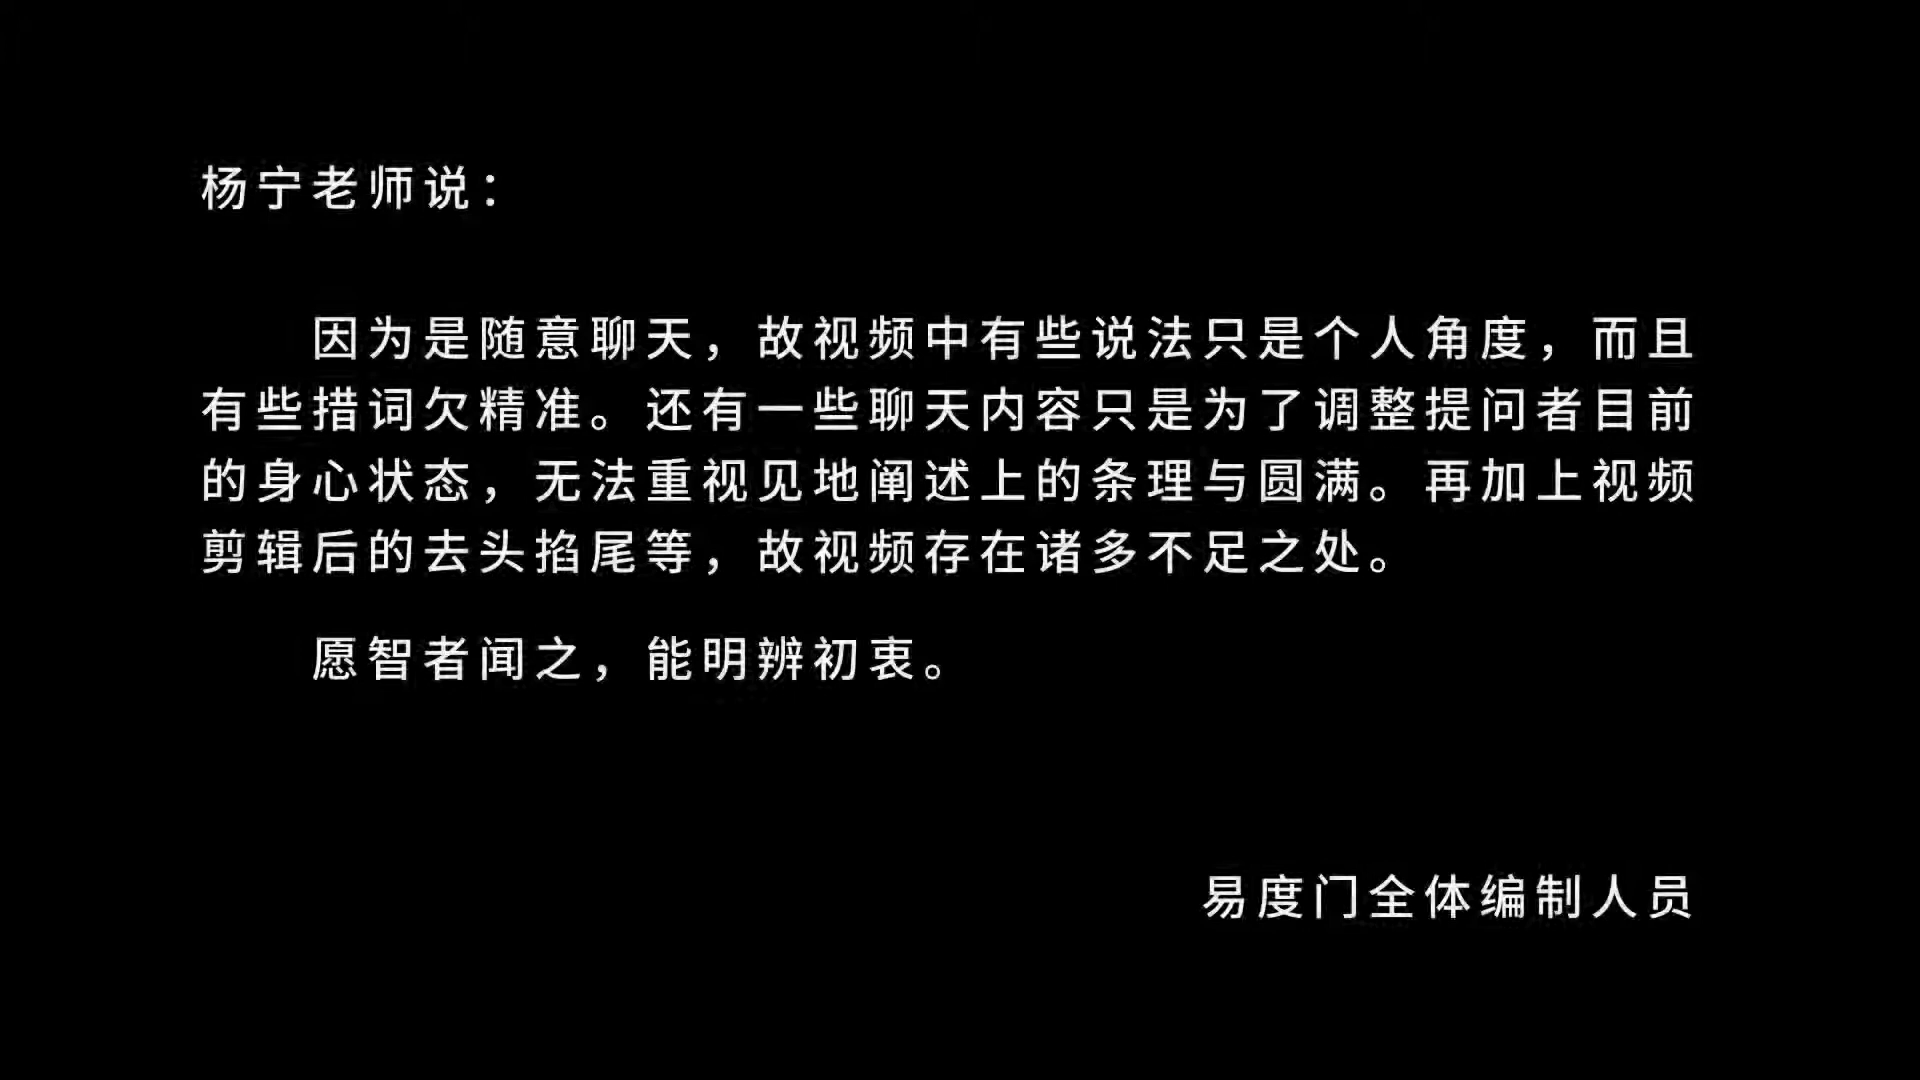 杨宁老师说：
因为是随意聊天，故视频中有些说法只是个人角度，而且
有些措词欠精准。还有一些聊天内容只是为了调整提问者目前
的身心状态，无法重视见地阐述上的条理与圆满。再加上视频
剪辑后的去头掐尾等，故视频存在诸多不足之处。
愿智者闻之，能明辨初衷。
易度门全体编制人员